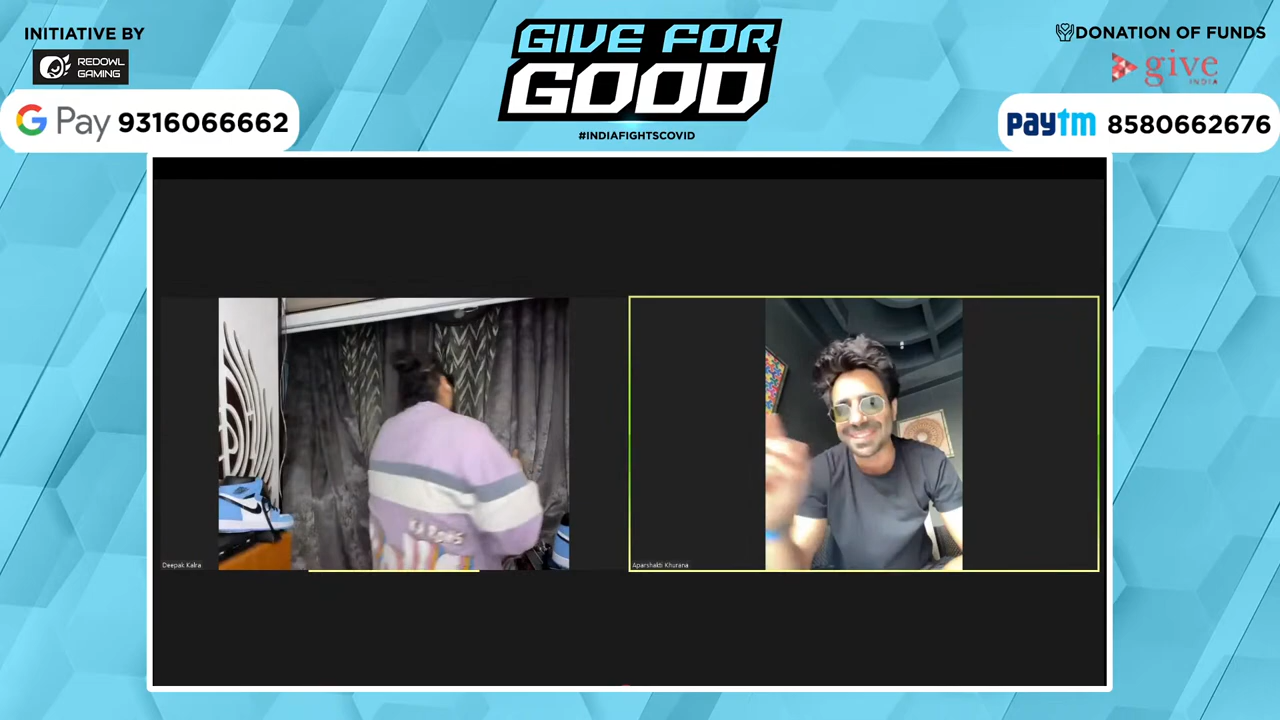 INITIATIVE BY
REDOWL
GAMING
G Pay 9316066662
GIVE FOR
GOOD
#INDIAFIGHTSCOVID
DONATION OF FUNDS
give
INDIA
paytm 8580662676
Deepak Kalra
Aparshakti Khurana